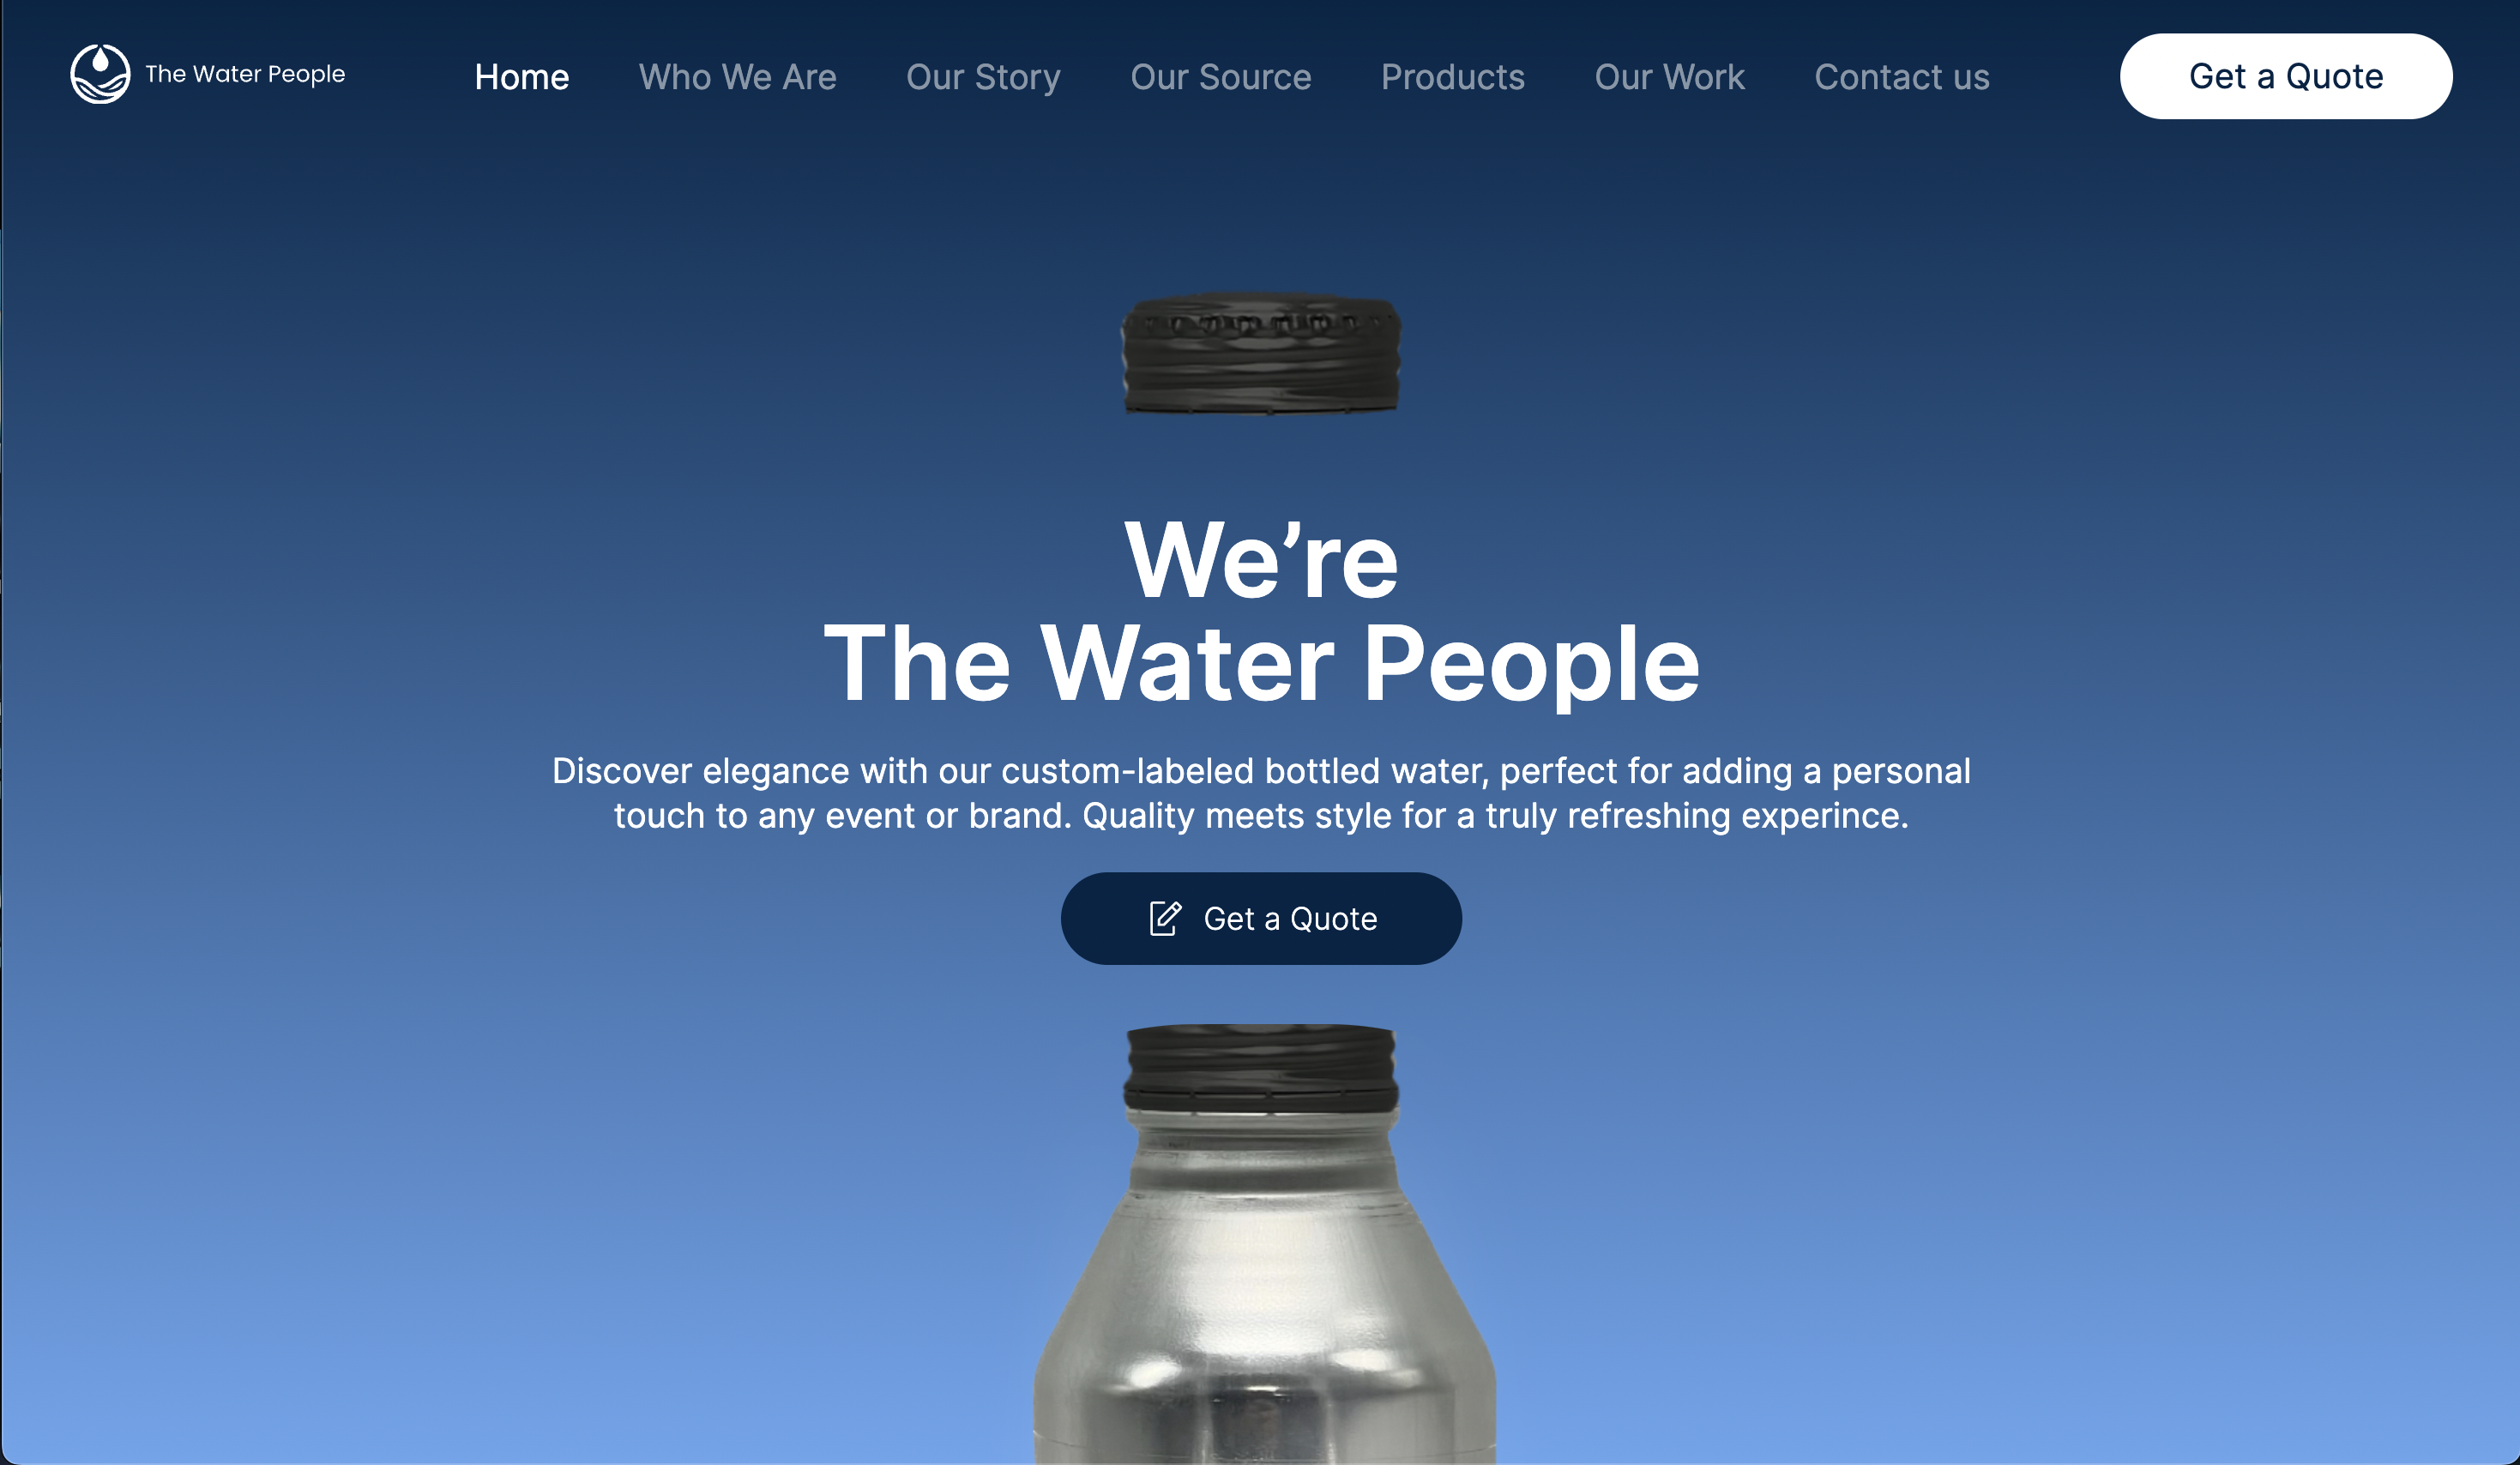 The Water People
Home
Who We Are
Our Story
Our Source
Products
Our Work
Contact us
Get a Quote
We’re
The Water People
Discover elegance with our custom-labeled bottled water, perfect for adding a personal
touch to any event or brand. Quality meets style for a truly refreshing experince.
Get a Quote